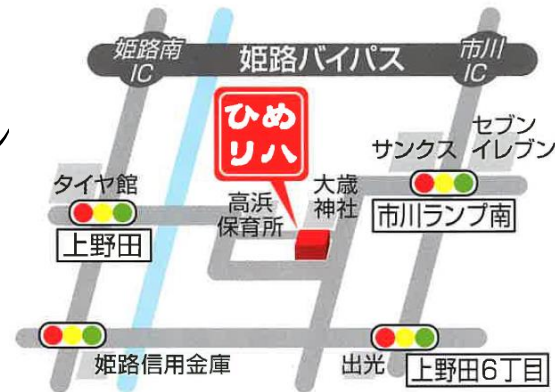 姫路南
IC
姫路バイパス
市川
IC
ひめ
リハ
セブン
イレブン
サンクス
タイヤ館
高浜
保育所
大歳
神社
上野田
市川ランプ南
姫路信用金庫
出光
上野田6丁目